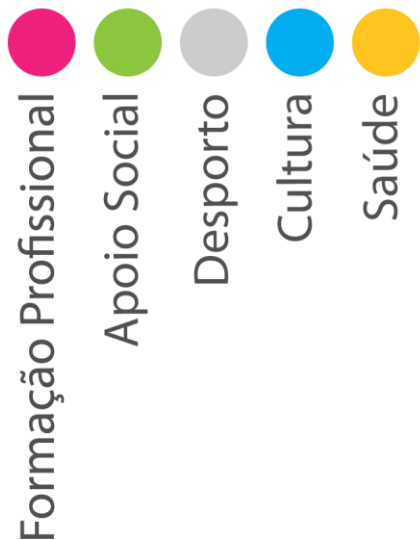 Formação Profissional
Apoio Social
Desporto
Cultura
Saúde